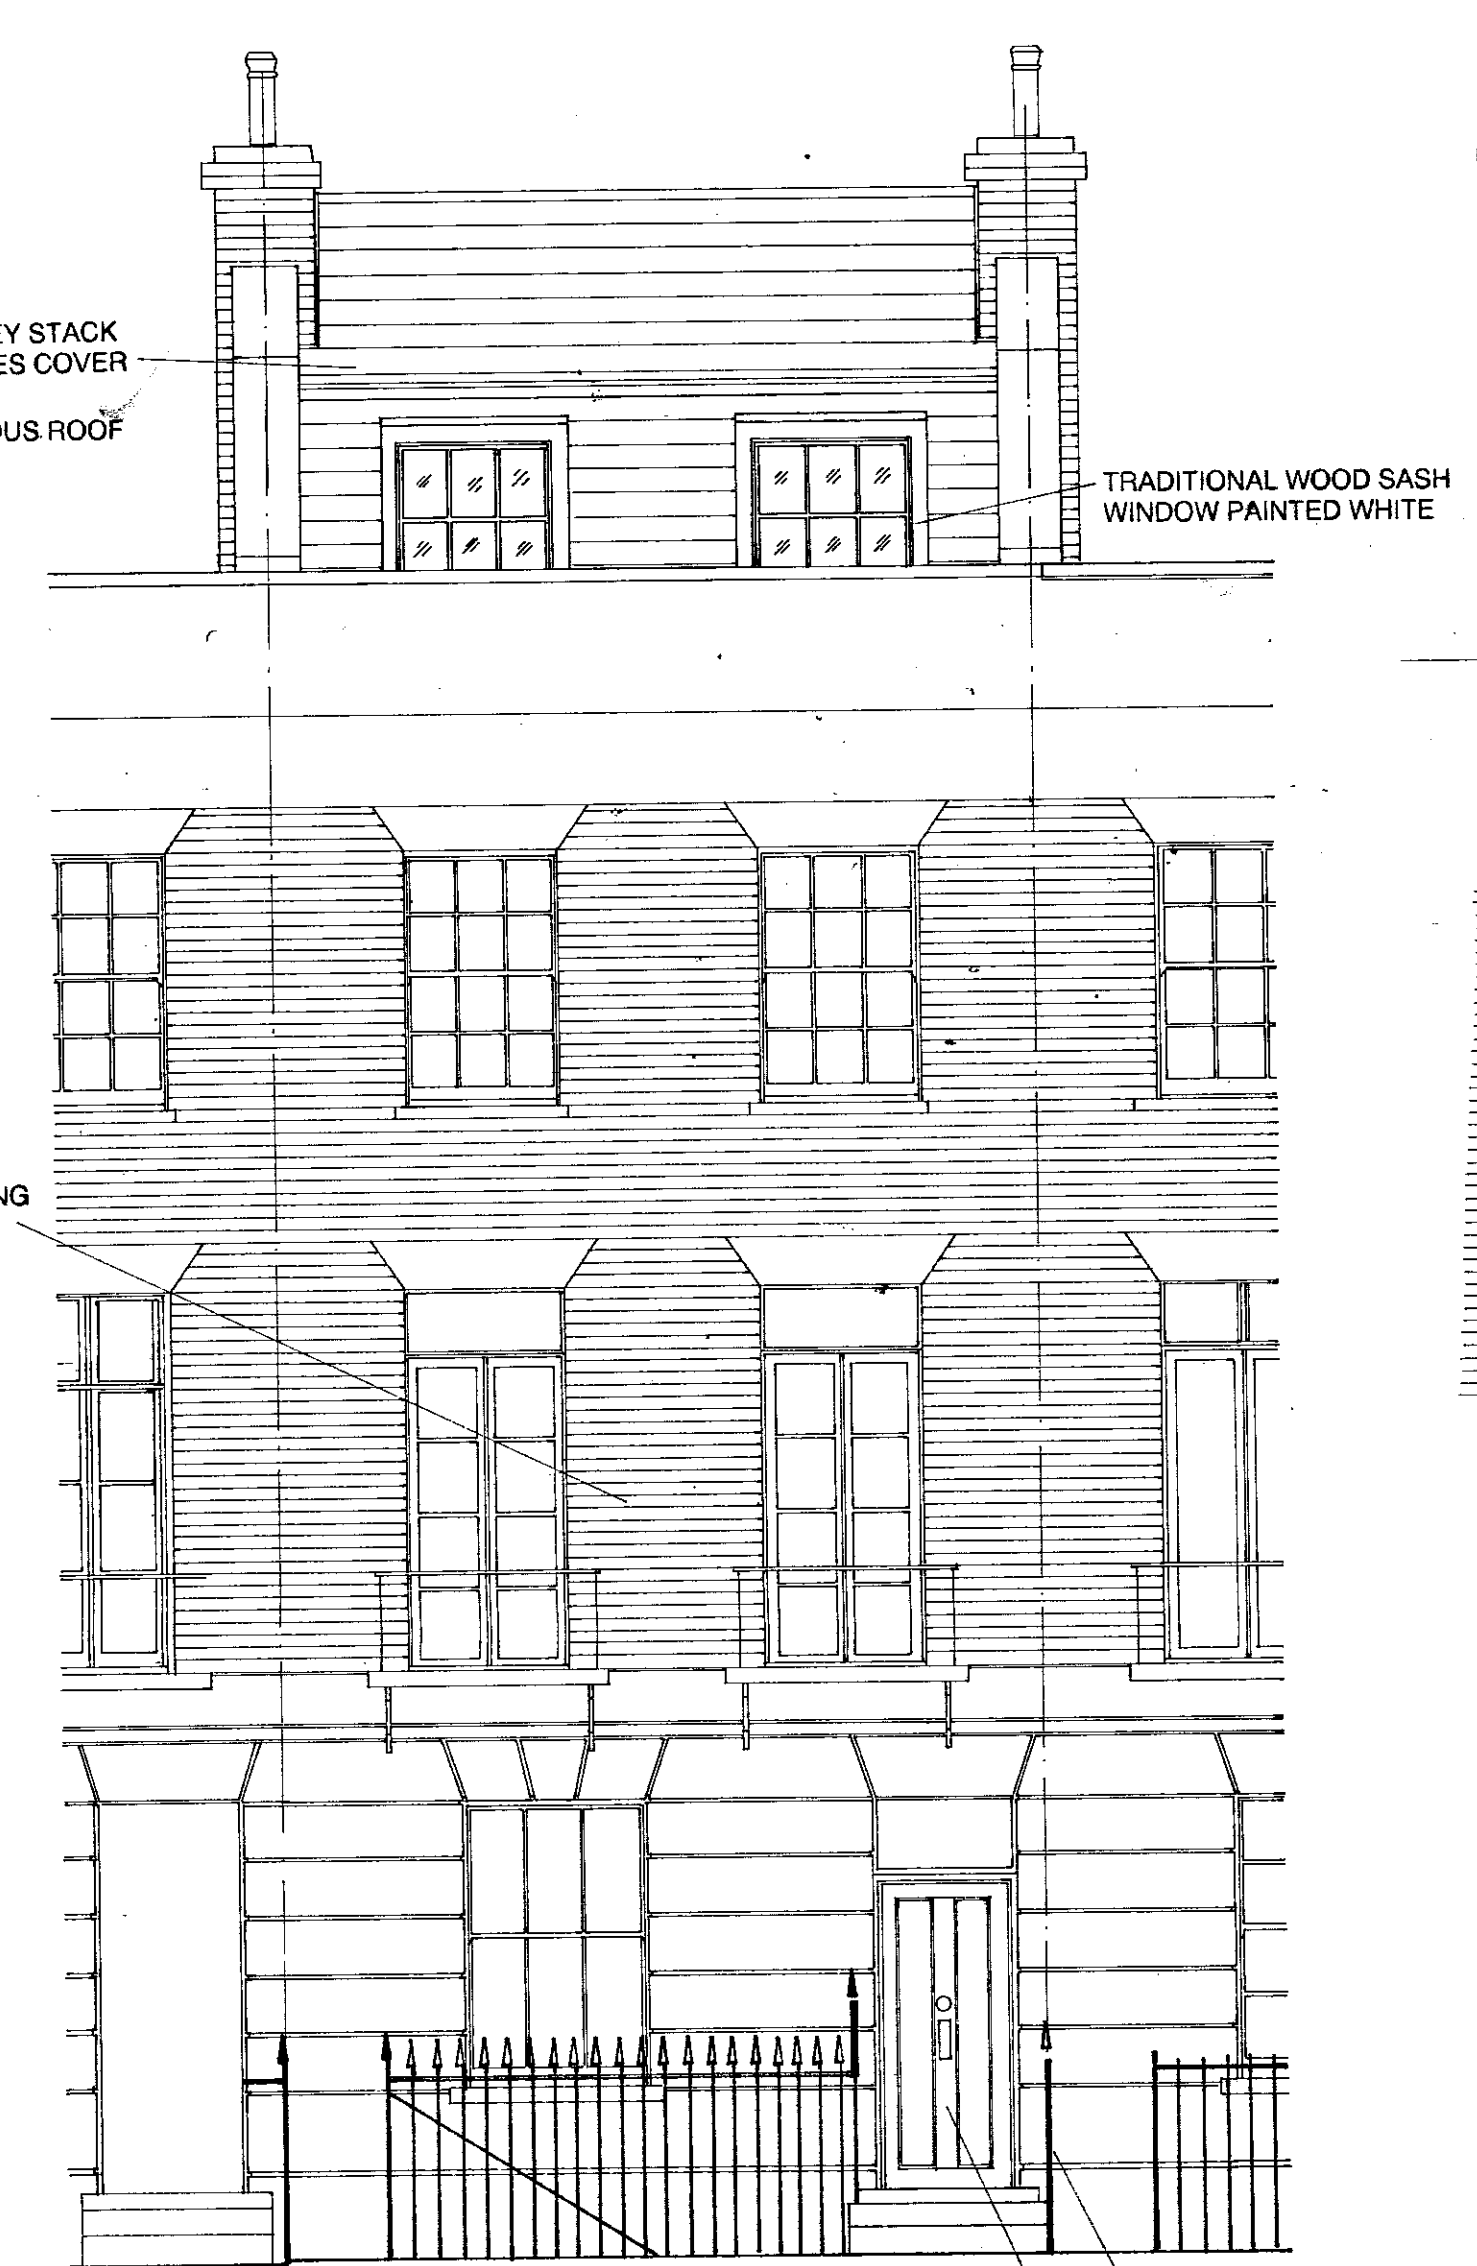 EY STACK
ES COVER
OUS ROOF
TRADITIONAL WOOD SASH
WINDOW PAINTED WHITE
NG